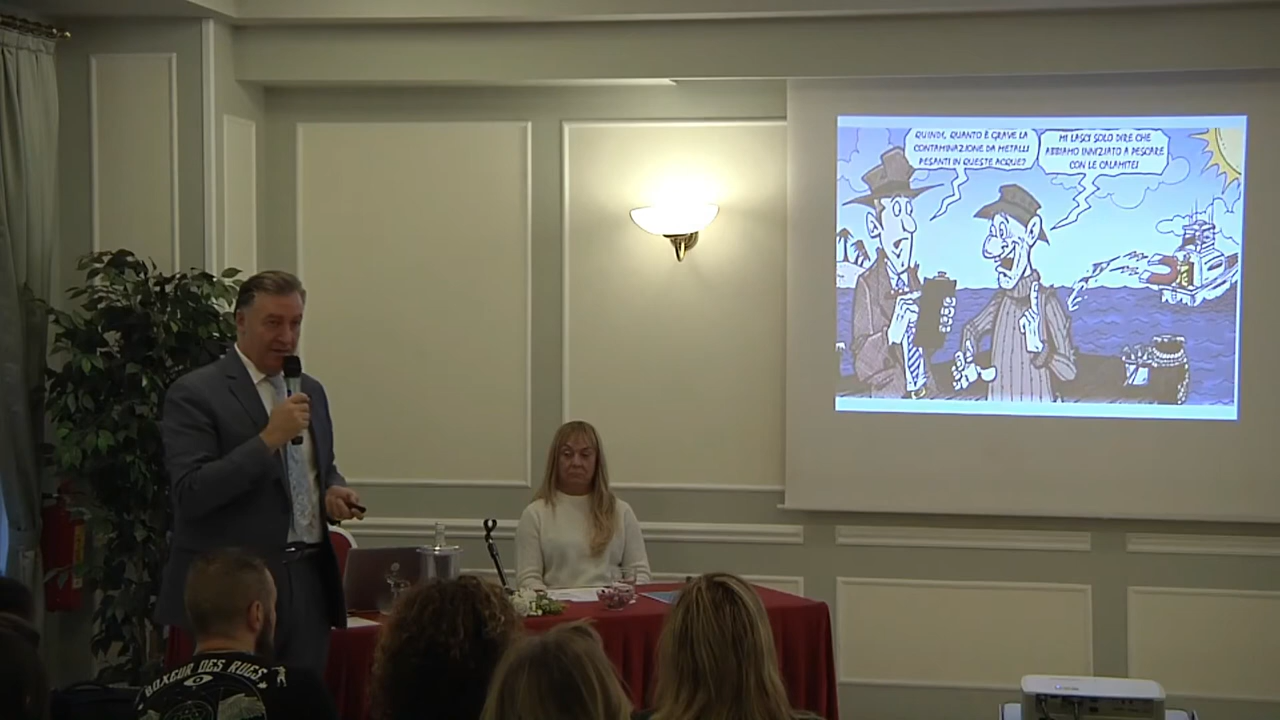 QUINDI, QUANTO È GRAVE LA
CONTAMINAZIONE DA METALLI
PESANTI IN QUESTE ACQUE?
MI LASCI SOLO DIRE CHE
ABBIAMO INIZIATO A PESCARE
CON LE CALAMITE!
BOXEUR DES RUES